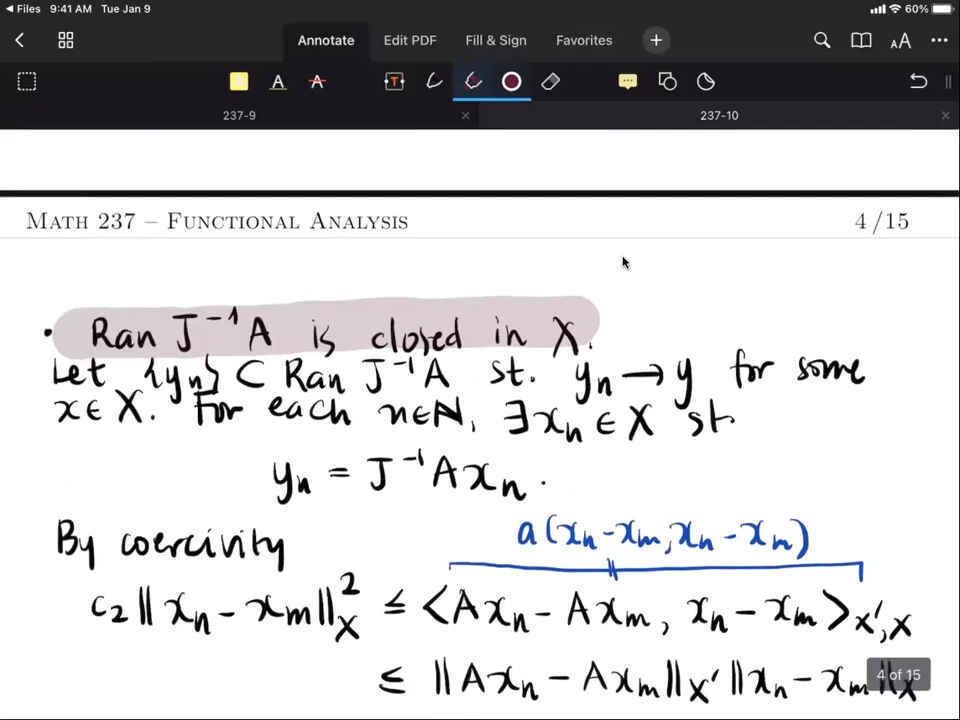 Files 9:41 AM Tue Jan 9 60%
Annotate Edit PDF Fill & Sign Favorites
237-9 237-10
MATH 237 – FUNCTIONAL ANALYSIS 4/15
• Ran J⁻¹A is closed in X.
Let {yₙ} ⊂ Ran J⁻¹A st. yₙ → y for some
x ∈ X. For each n∈ℕ, ∃xₙ ∈ X st.
yₙ = J⁻¹Axₙ.
By coercivity a(xₙ-xₘ, xₙ-xₘ)
c₂‖xₙ-xₘ‖²_X ≤ <Axₙ-Axₘ, xₙ-xₘ>_X',X
≤ ‖Axₙ-Axₘ‖_X' ‖xₙ-xₘ‖_X
4 of 15